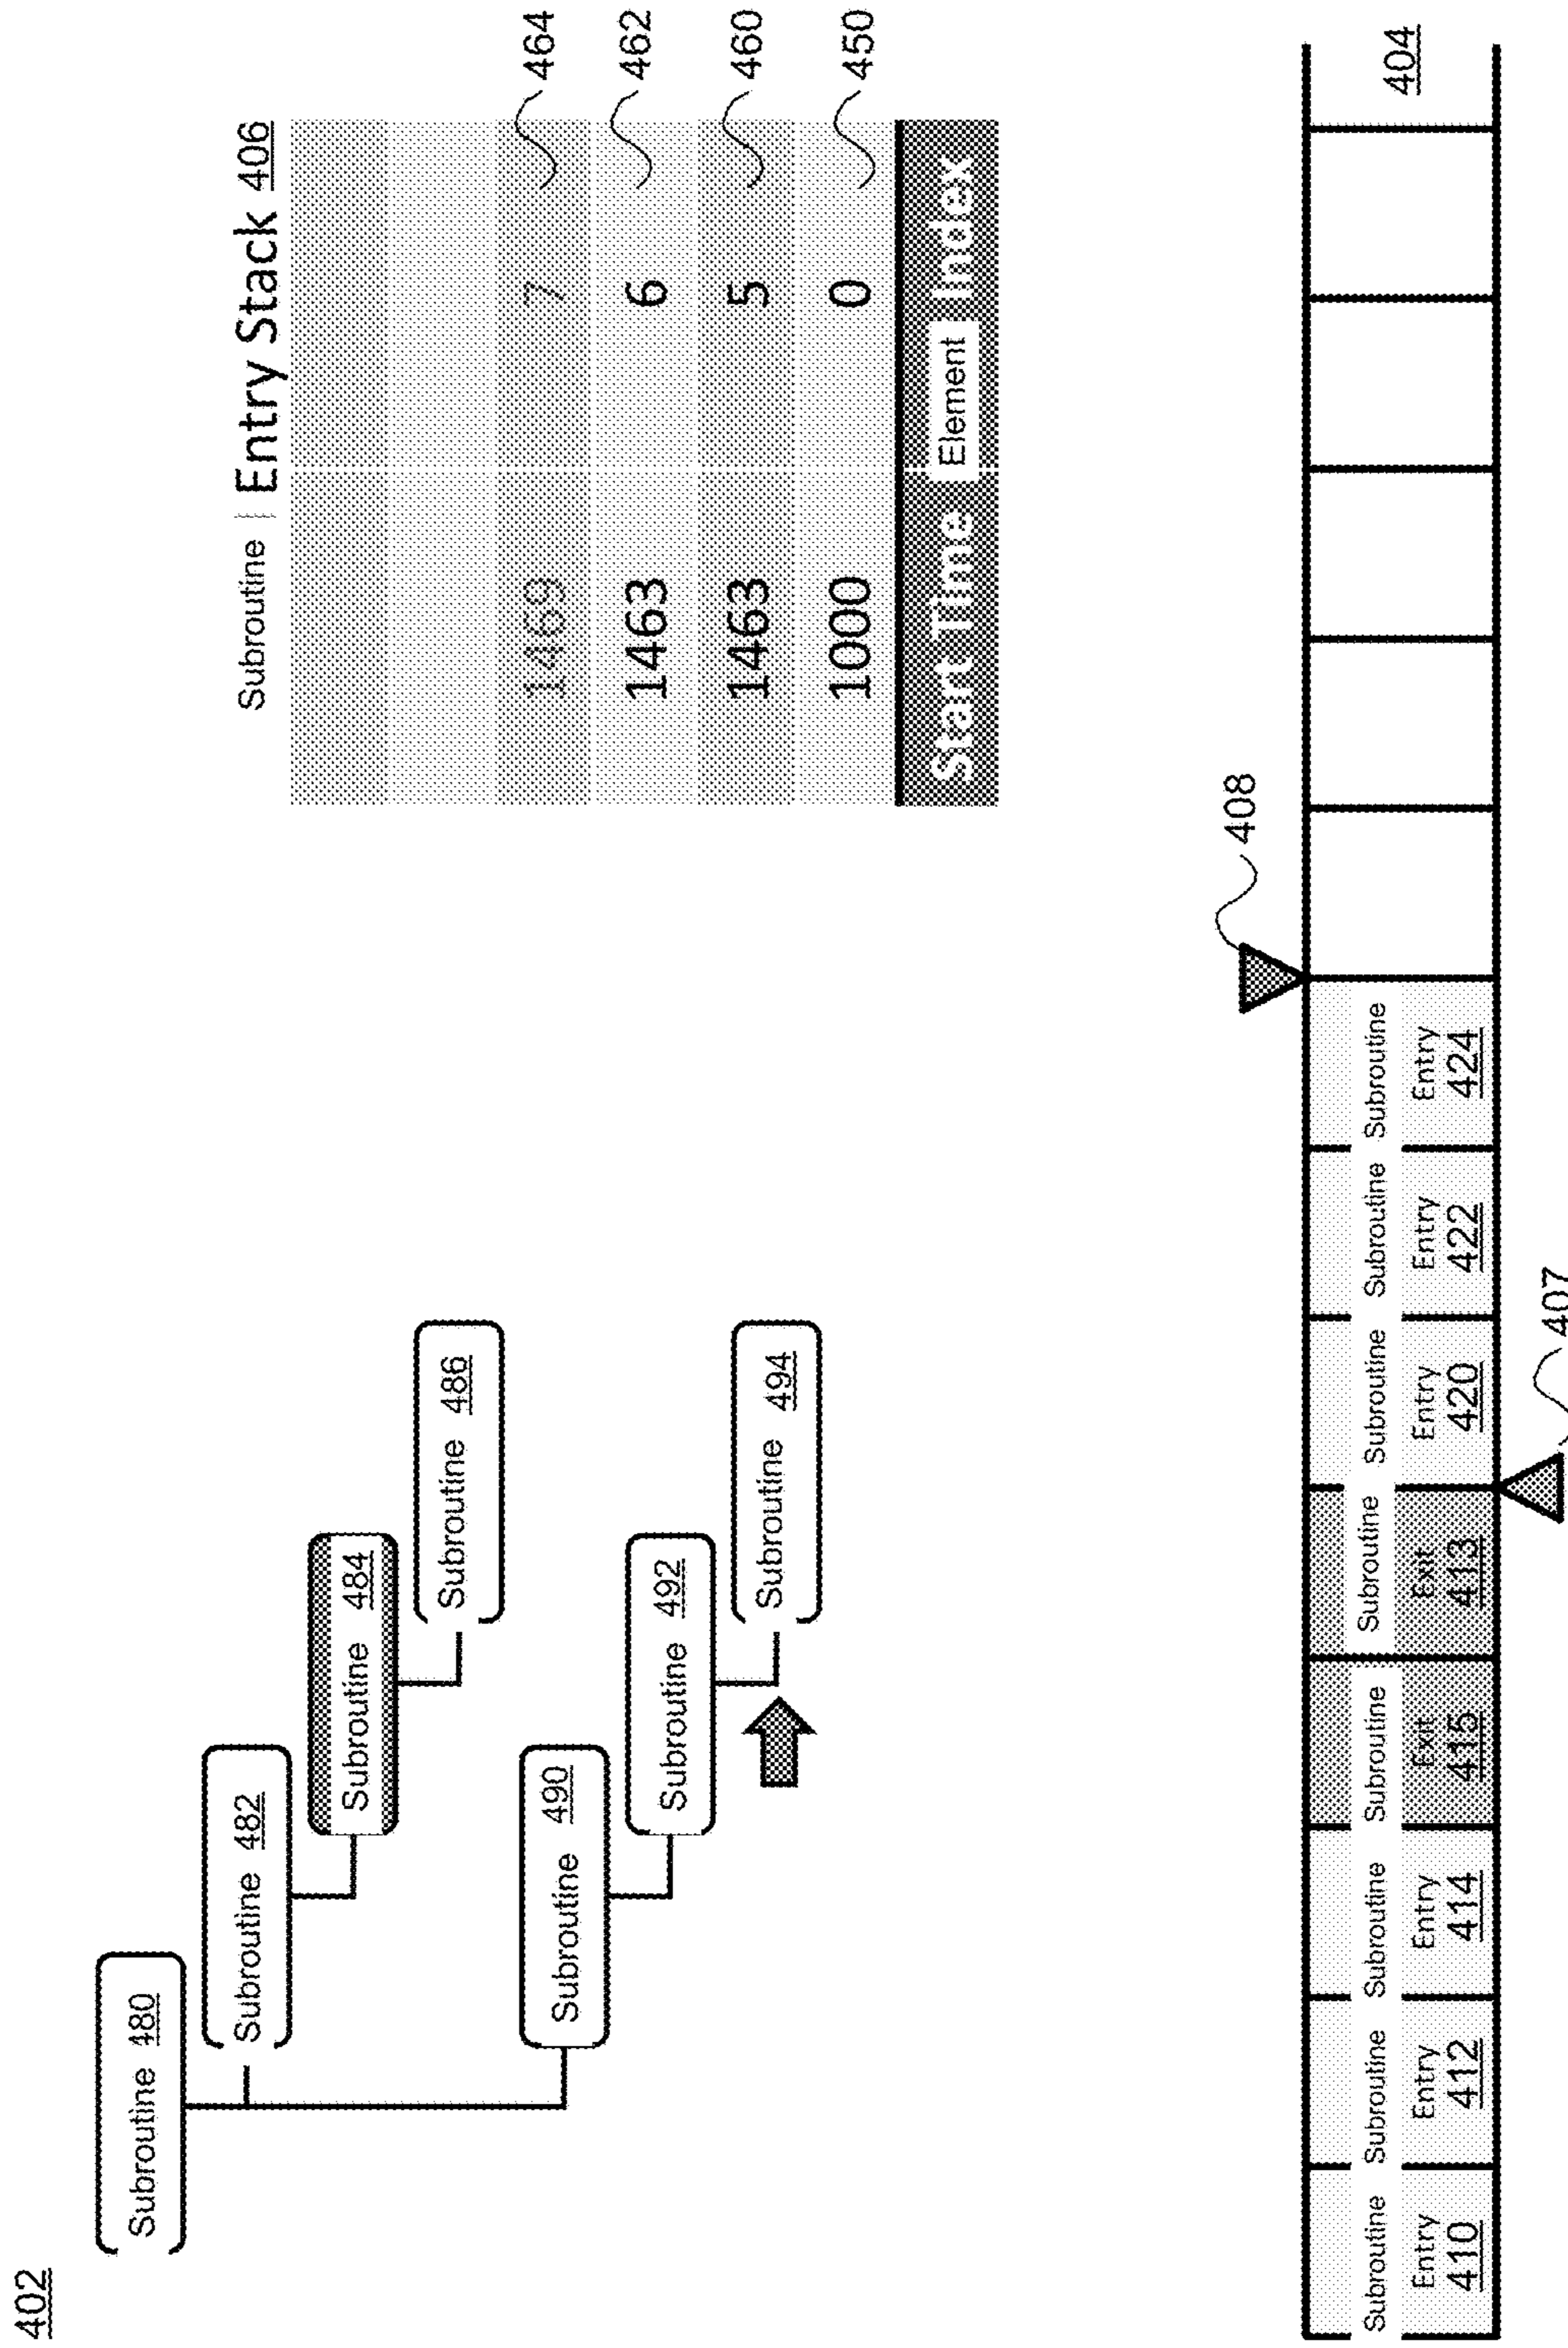 402
Subroutine 480
Subroutine 482
Subroutine 484
Subroutine 486
Subroutine 490
Subroutine 492
Subroutine 494
Subroutine Entry Stack 406
1469 7 464
1463 6 462
1463 5 460
1000 0 450
Start Time Element Index
408
Subroutine
Entry
410
Subroutine
Entry
412
Subroutine
Entry
414
Subroutine
Exit
415
Subroutine
Exit
413
Subroutine
Entry
420
Subroutine
Entry
422
Subroutine
Entry
424
404
407